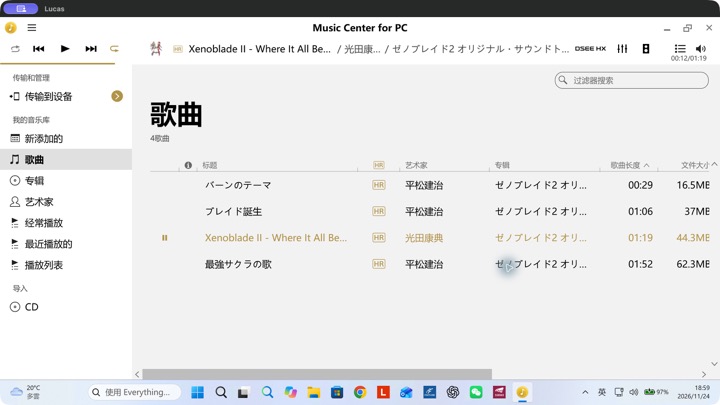 Lucas
Music Center for PC
HR Xenoblade II - Where It All Be... / 光田康... / ゼノブレイド2 オリジナル・サウンドト... DSEE HX
00:12/01:19
传输和管理
传输到设备
我的音乐库
新添加的
歌曲
专辑
艺术家
经常播放
最近播放的
播放列表
导入
CD
过滤器搜索
歌曲
4歌曲
标题 HR 艺术家 专辑 歌曲长度 文件大小
バーンのテーマ HR 平松建治 ゼノブレイド2 オリ... 00:29 16.5MB
ブレイド誕生 HR 平松建治 ゼノブレイド2 オリ... 01:06 37MB
Xenoblade II - Where It All Be... HR 光田康典 ゼノブレイド2 オリ... 01:19 44.3MB
最強サクラの歌 HR 平松建治 ゼノブレイド2 オリ... 01:52 62.3MB
20°C
多云
使用 Everything...
英
97%
18:59
2026/11/24